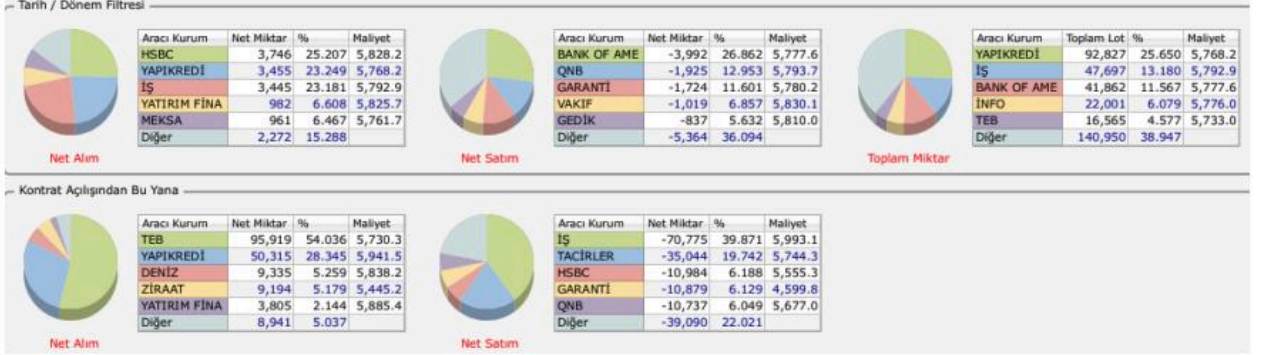 Tarih / Dönem Filtresi
Aracı Kurum Net Miktar % Maliyet
HSBC 3,746 25.207 5,828.2
YAPIKREDİ 3,455 23.249 5,768.2
İŞ 3,445 23.181 5,792.9
YATIRIM FİNA 982 6.608 5,825.7
MEKSA 961 6.467 5,761.7
Diğer 2,272 15.288
Net Alım
Aracı Kurum Net Miktar % Maliyet
BANK OF AME -3,992 26.862 5,777.6
QNB -1,925 12.953 5,793.7
GARANTİ -1,724 11.601 5,780.2
VAKIF -1,019 6.857 5,830.1
GEDİK -837 5.632 5,810.0
Diğer -5,364 36.094
Net Satım
Aracı Kurum Toplam Lot % Maliyet
YAPIKREDİ 92,827 25.650 5,768.2
İŞ 47,697 13.180 5,792.9
BANK OF AME 41,862 11.567 5,777.6
İNFO 22,001 6.079 5,776.0
TEB 16,565 4.577 5,733.0
Diğer 140,950 38.947
Toplam Miktar
Kontrat Açılışından Bu Yana
Aracı Kurum Net Miktar % Maliyet
TEB 95,919 54.036 5,730.3
YAPIKREDİ 50,315 28.345 5,941.5
DENİZ 9,335 5.259 5,838.2
ZİRAAT 9,194 5.179 5,445.2
YATIRIM FİNA 3,805 2.144 5,885.4
Diğer 8,941 5.037
Net Alım
Aracı Kurum Net Miktar % Maliyet
İŞ -70,775 39.871 5,993.1
TACİRLER -35,044 19.742 5,744.3
HSBC -10,984 6.188 5,555.3
GARANTİ -10,879 6.129 4,599.8
QNB -10,737 6.049 5,677.0
Diğer -39,090 22.021
Net Satım